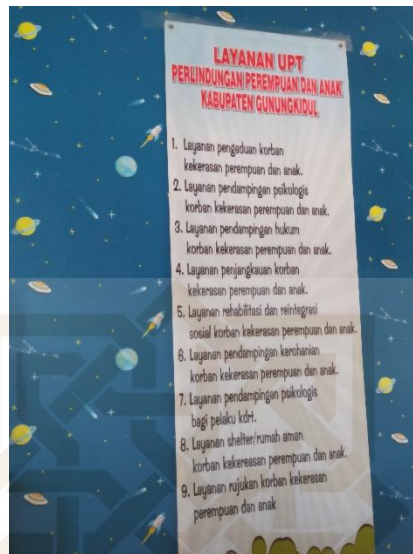 LAYANAN UPT
PERLINDUNGAN PEREMPUAN DAN ANAK
KABUPATEN GUNUNGKIDUL
1. Layanan pengaduan korban
kekerasan perempuan dan anak.
2. Layanan pendampingan psikologis
korban kekerasan perempuan dan anak.
3. Layanan pendampingan hukum
korban kekerasan perempuan dan anak.
4. Layanan penjangkauan korban
kekerasan perempuan dan anak.
5. Layanan rehabilitasi dan reintegrasi
sosial korban kekerasan perempuan dan anak.
6. Layanan pendampingan kerohanian
korban kekerasan perempuan dan anak.
7. Layanan pendampingan psikologis
bagi pelaku kdrt.
8. Layanan shelter/rumah aman
korban kekereasan perempuan dan anak.
9. Layanan rujukan korban kekerasan
perempuan dan anak